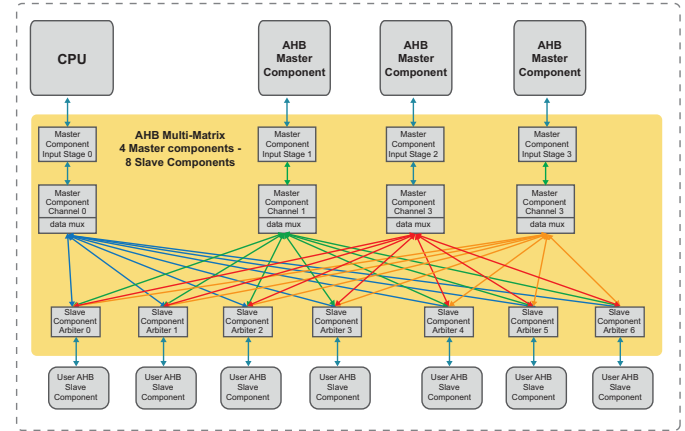 CPU
AHB
Master
Component
AHB
Master
Component
AHB
Master
Component
AHB Multi-Matrix
4 Master components -
8 Slave Components
Master
Component
Input Stage 0
Master
Component
Input Stage 1
Master
Component
Input Stage 2
Master
Component
Input Stage 3
Master
Component
Channel 0
data mux
Master
Component
Channel 1
data mux
Master
Component
Channel 3
data mux
Master
Component
Channel 3
data mux
Slave
Component
Arbiter 0
Slave
Component
Arbiter 1
Slave
Component
Arbiter 2
Slave
Component
Arbiter 3
Slave
Component
Arbiter 4
Slave
Component
Arbiter 5
Slave
Component
Arbiter 6
User AHB
Slave
Component
User AHB
Slave
Component
User AHB
Slave
Component
User AHB
Slave
Component
User AHB
Slave
Component
User AHB
Slave
Component
User AHB
Slave
Component